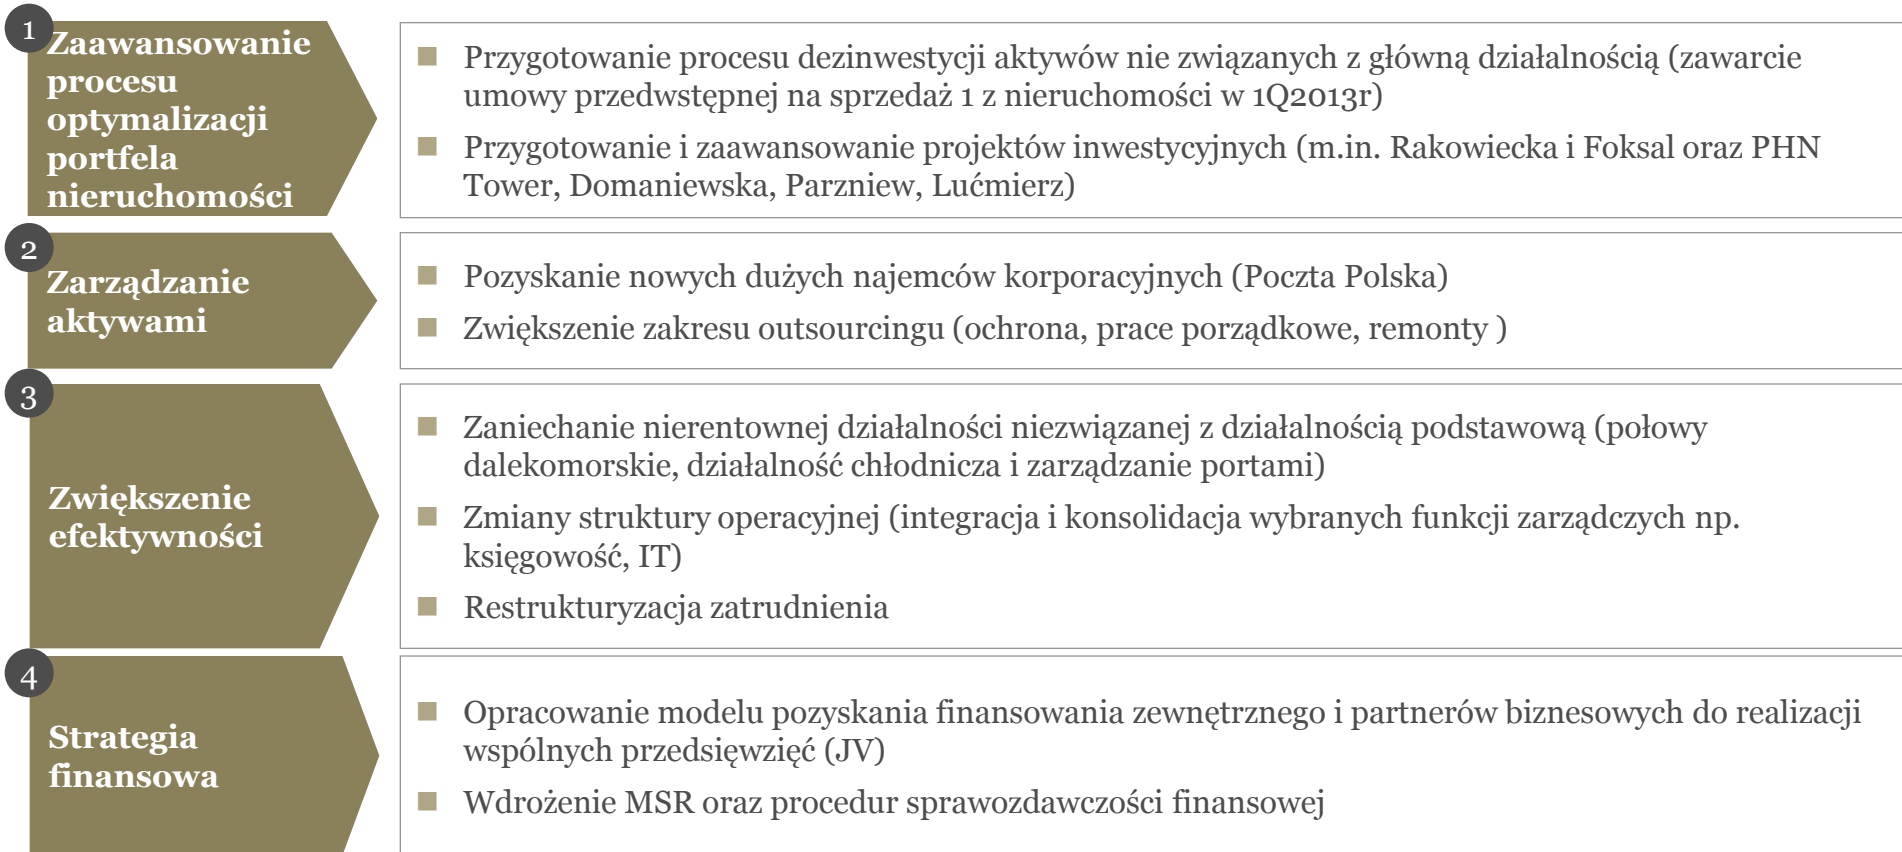 1
Zaawansowanie
procesu
optymalizacji
portfela
nieruchomości
■ Przygotowanie procesu dezinwestycji aktywów nie związanych z główną działalnością (zawarcie
umowy przedwstępnej na sprzedaż 1 z nieruchomości w 1Q2013r)
■ Przygotowanie i zaawansowanie projektów inwestycyjnych (m.in. Rakowiecka i Foksal oraz PHN
Tower, Domaniewska, Parzniew, Lućmierz)
2
Zarządzanie
aktywami
■ Pozyskanie nowych dużych najemców korporacyjnych (Poczta Polska)
■ Zwiększenie zakresu outsourcingu (ochrona, prace porządkowe, remonty )
3
Zwiększenie
efektywności
■ Zaniechanie nierentownej działalności niezwiązanej z działalnością podstawową (połowy
dalekomorskie, działalność chłodnicza i zarządzanie portami)
■ Zmiany struktury operacyjnej (integracja i konsolidacja wybranych funkcji zarządczych np.
księgowość, IT)
■ Restrukturyzacja zatrudnienia
4
Strategia
finansowa
■ Opracowanie modelu pozyskania finansowania zewnętrznego i partnerów biznesowych do realizacji
wspólnych przedsięwzięć (JV)
■ Wdrożenie MSR oraz procedur sprawozdawczości finansowej